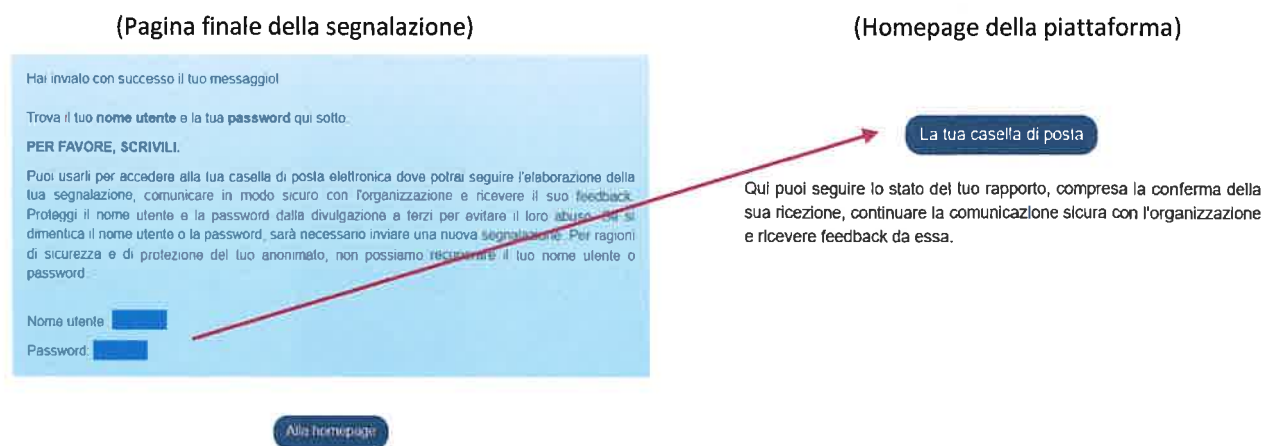 (Pagina finale della segnalazione)
Hai inviato con successo il tuo messaggio!
Trova il tuo nome utente e la tua password qui sotto.
PER FAVORE, SCRIVILI.
Puoi usarli per accedere alla tua casella di posta elettronica dove potrai seguire l'elaborazione della
tua segnalazione, comunicare in modo sicuro con l'organizzazione e ricevere il suo feedback.
Proteggi il nome utente e la password dalla divulgazione a terzi per evitare il loro abuso. Se si
dimentica il nome utente o la password, sarà necessario inviare una nuova segnalazione. Per ragioni
di sicurezza e di protezione del tuo anonimato, non possiamo recuperare il tuo nome utente o
password.
Nome utente:
Password:
Alla homepage
(Homepage della piattaforma)
La tua casella di posta
Qui puoi seguire lo stato del tuo rapporto, compresa la conferma della
sua ricezione, continuare la comunicazione sicura con l'organizzazione
e ricevere feedback da essa.